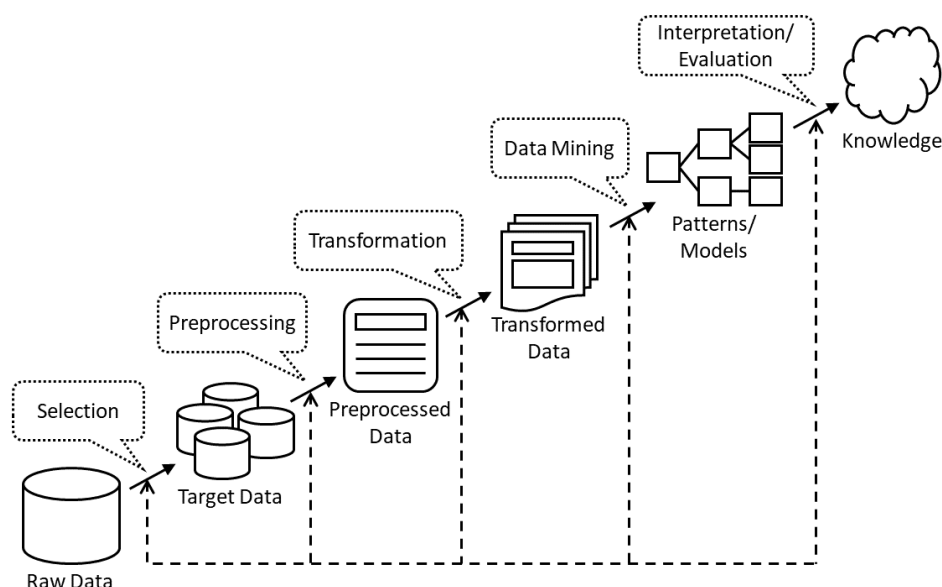 Interpretation/
Evaluation
Knowledge
Data Mining
Patterns/
Models
Transformation
Transformed
Data
Preprocessing
Preprocessed
Data
Selection
Target Data
Raw Data